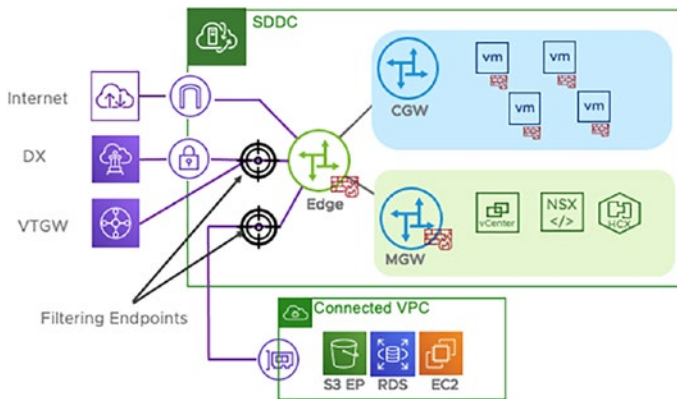 SDDC
Internet
DX
VTGW
Filtering Endpoints
Edge
CGW
vm
vm
vm
vm
MGW
vCenter
NSX
</>
HCX
Connected VPC
S3 EP
RDS
EC2